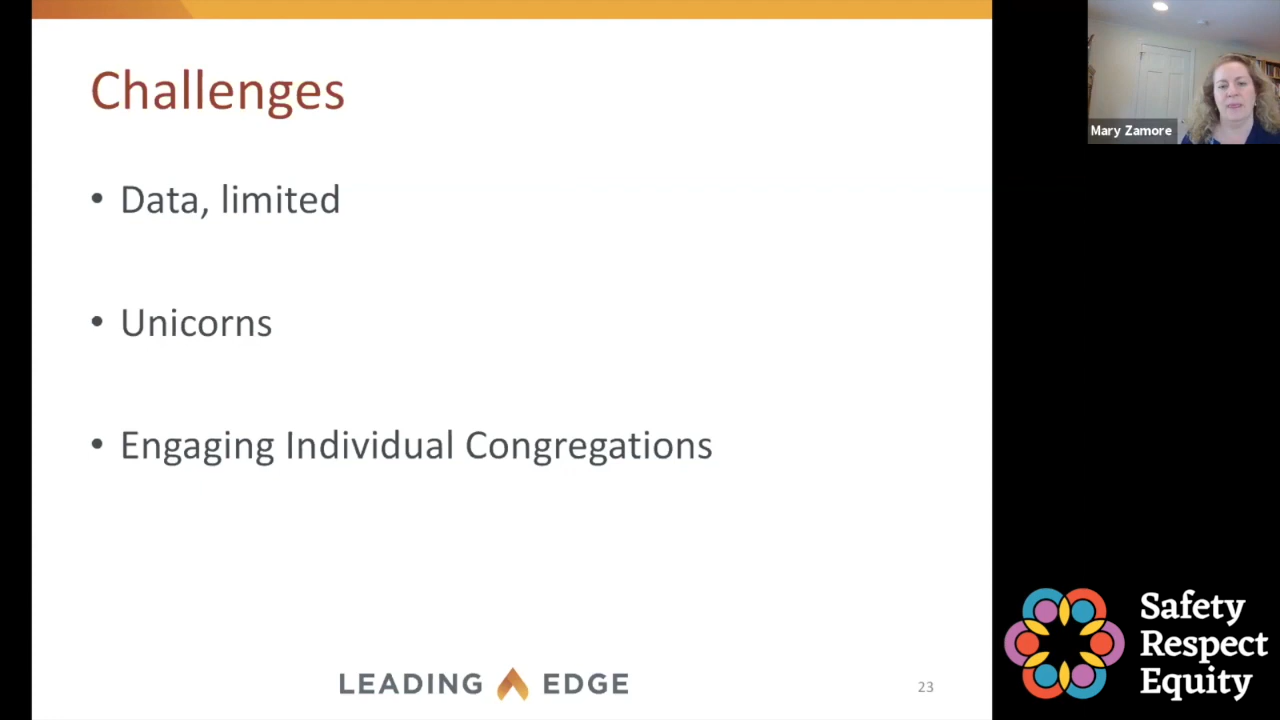 Challenges
• Data, limited
• Unicorns
• Engaging Individual Congregations
LEADING EDGE
23
Mary Zamore
Safety
Respect
Equity